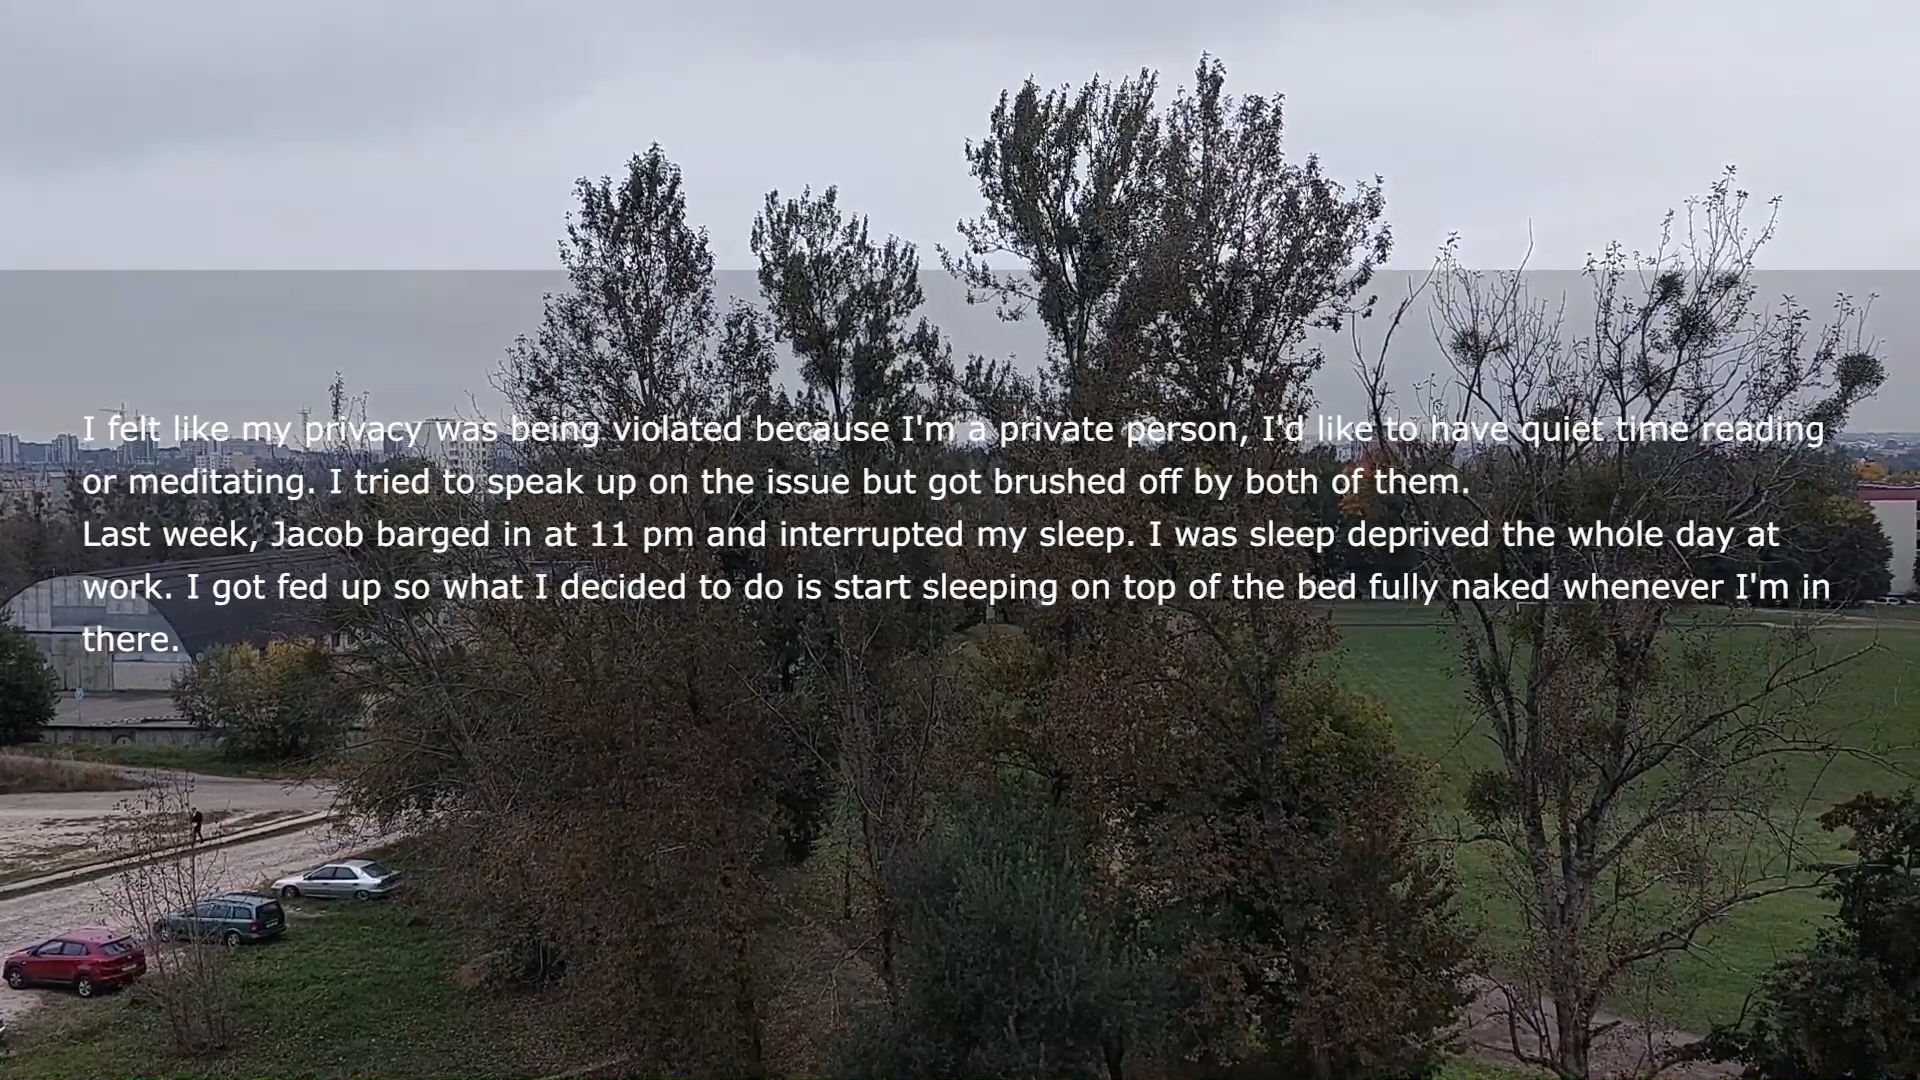 I felt like my privacy was being violated because I'm a private person, I'd like to have quiet time reading
or meditating. I tried to speak up on the issue but got brushed off by both of them.
Last week, Jacob barged in at 11 pm and interrupted my sleep. I was sleep deprived the whole day at
work. I got fed up so what I decided to do is start sleeping on top of the bed fully naked whenever I'm in
there.